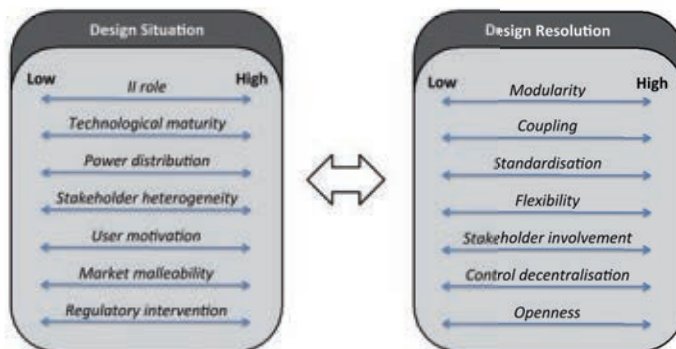 Design Situation
Low High
II role
Technological maturity
Power distribution
Stakeholder heterogeneity
User motivation
Market malleability
Regulatory intervention
Design Resolution
Low High
Modularity
Coupling
Standardisation
Flexibility
Stakeholder involvement
Control decentralisation
Openness